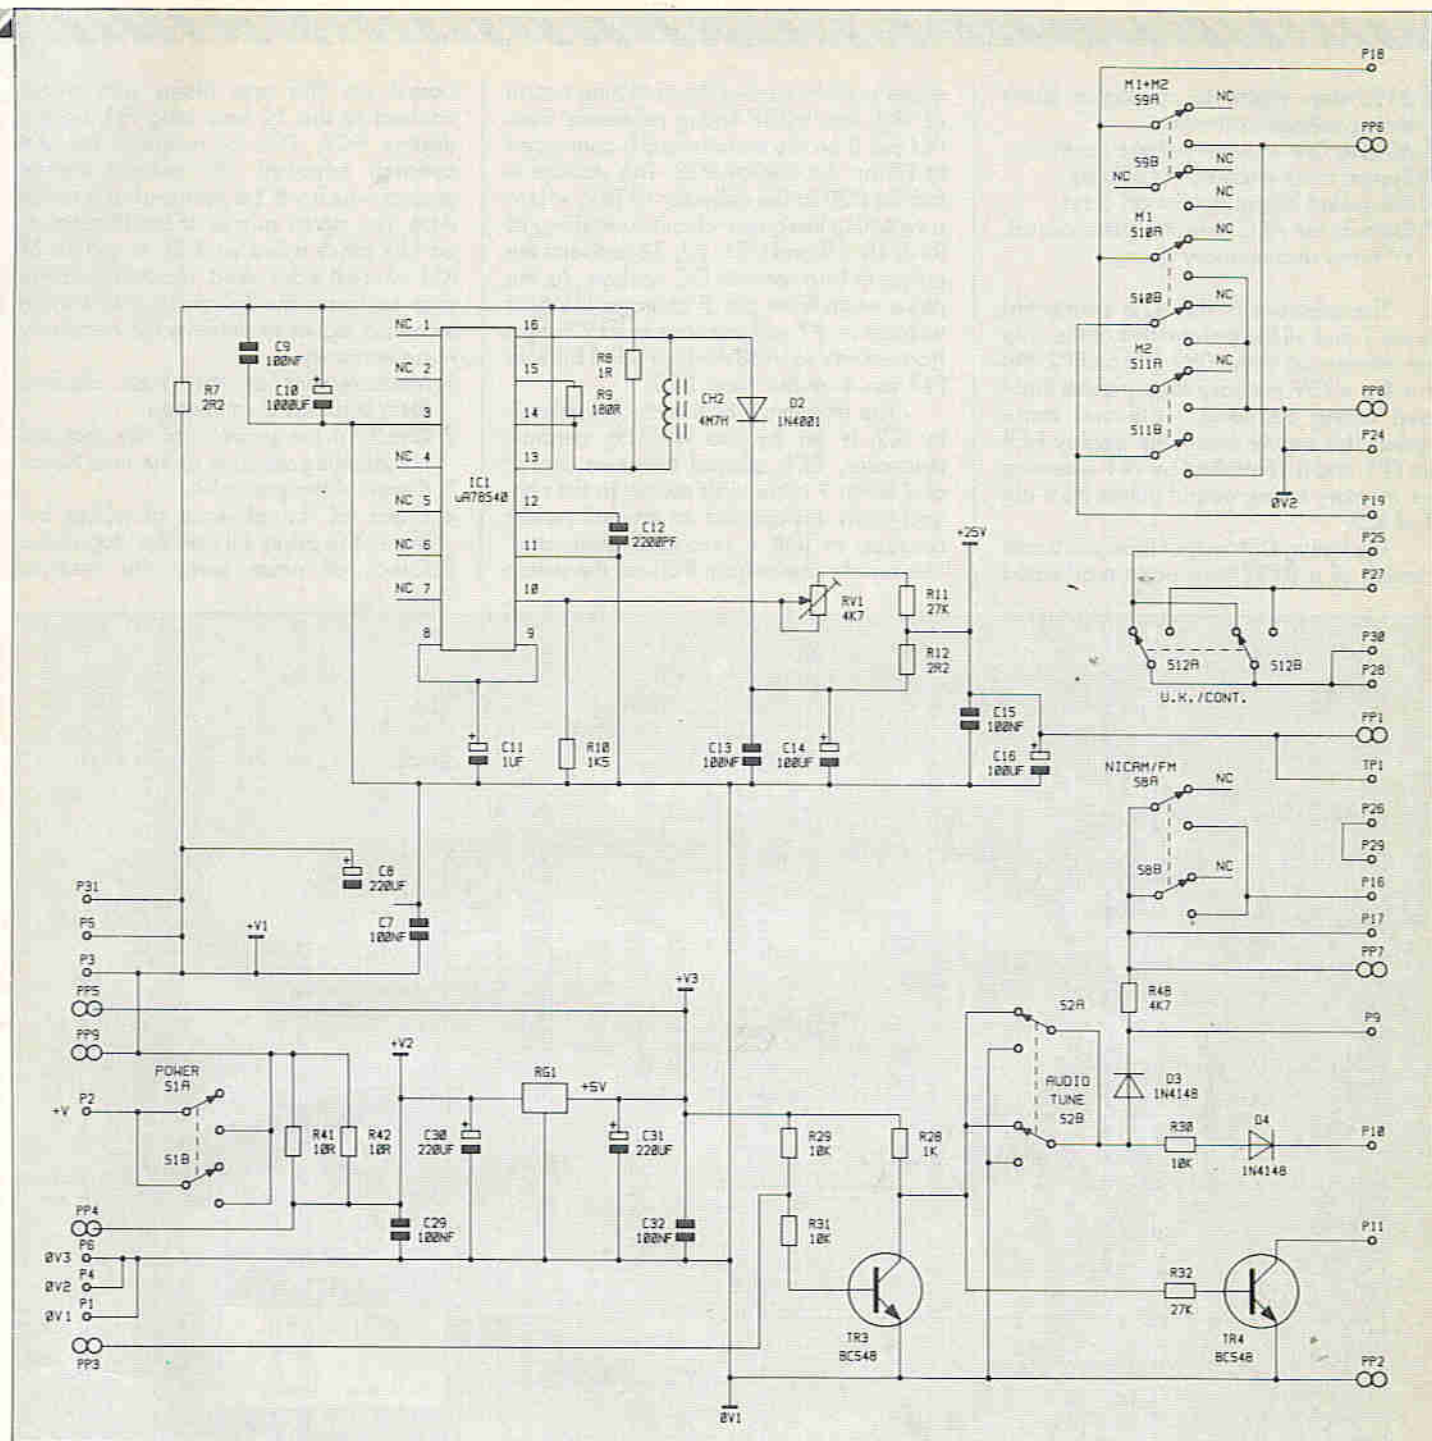 P18
M1+M2
S9A
NC
PP6
NC
S9B
NC
NC
NC
M1
S10A
NC
S10B
NC
NC
M2
S11A
NC
PP8
S11B
P24
NC
0V2
P19
P25
P27
P30
S12A
S12B
P28
U.K./CONT.
PP1
NICAM/FM
S8A
NC
TP1
P26
P29
S8B
NC
P16
P17
PP7
R48
4K7
P9
C9
100NF
C10
1000UF
R7
2R2
NC 1
NC 2
3
NC 4
NC 5
NC 6
NC 7
8
IC1
uA78S40
16
15
14
13
12
11
10
9
R8
1R
R9
180R
CH2
4M7H
D2
1N4001
C12
2200PF
+25V
RV1
4K7
R11
27K
R12
2R2
C11
1UF
R10
1K5
C13
100NF
C14
100UF
C15
100NF
C16
100UF
C8
220UF
P31
P5
+V1
C7
100NF
P3
PP5
+V3
PP9
+V2
POWER
S1A
RG1
+5V
+V
P2
R41
10R
R42
10R
C30
220UF
C31
220UF
S1B
PP4
C29
100NF
C32
100NF
P6
0V3
P4
0V2
P1
0V1
PP3
R29
10K
R28
1K
R31
10K
S2A
AUDIO
TUNE
S2B
D3
1N4148
R30
10K
D4
1N4148
P10
P11
R32
27K
TR3
BC548
TR4
BC548
PP2
0V1